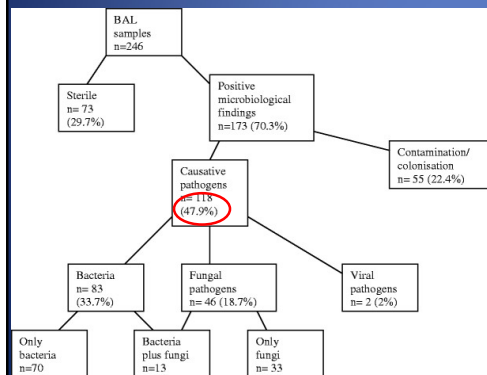 BAL
samples
n=246
Sterile
n= 73
(29.7%)
Positive
microbiological
findings
n=173 (70.3%)
Contamination/
colonisation
n= 55 (22.4%)
Causative
pathogens
n= 118
(47.9%)
Bacteria
n= 83
(33.7%)
Fungal
pathogens
n= 46 (18.7%)
Viral
pathogens
n= 2 (2%)
Only
bacteria
n=70
Bacteria
plus fungi
n=13
Only
fungi
n= 33